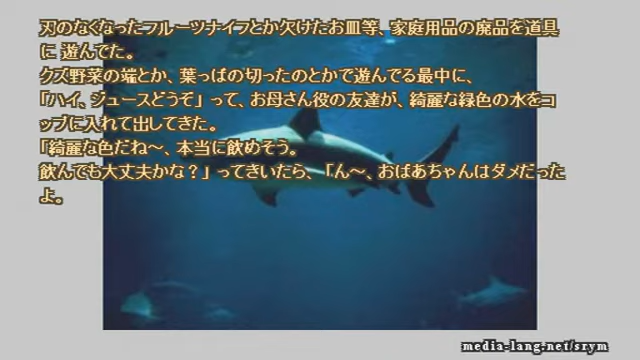 刃のなくなったフルーツナイフとか欠けたお皿等、家庭用品の廃品を道具
に 遊んでた。
クズ野菜の端とか、葉っぱの切ったのとかで遊んでる最中に、
「ハイ、ジュースどうぞ」って、お母さん役の友達が、綺麗な緑色の水をコ
ップに入れて出してきた。
「綺麗な色だね〜、本当に飲めそう。
飲んでも大丈夫かな？」ってきいたら、「ん〜、おばあちゃんはダメだった
よ。
media-lang-net/srym